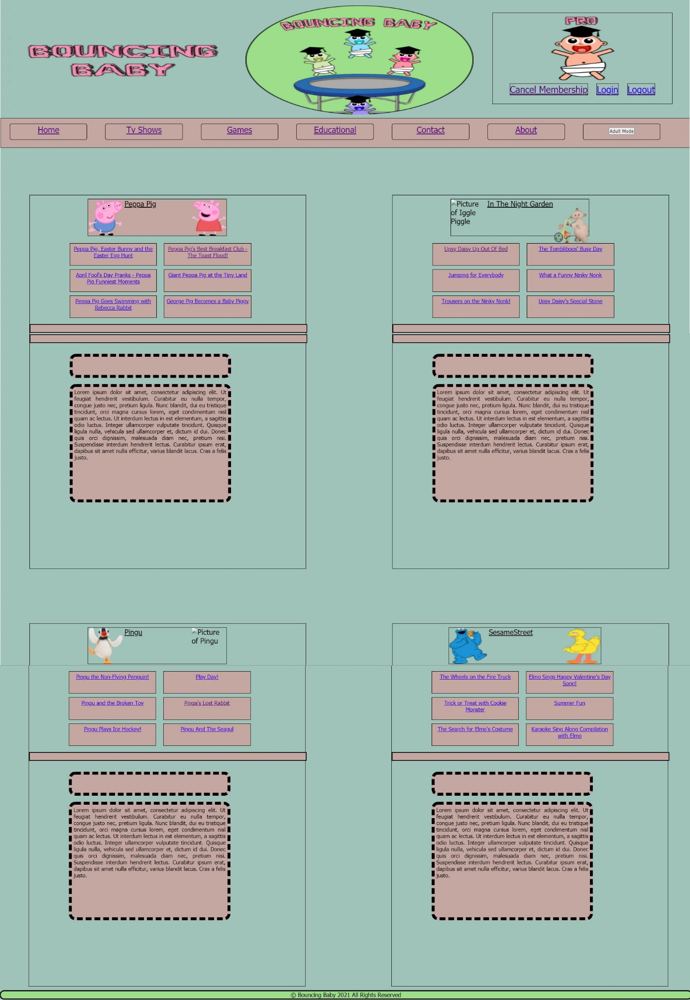 BOUNCING
BABY
BOUNCING BABY
PRO
Cancel Membership Login Logout
Home Tv Shows Games Educational Contact About Adult Mode
Peppa Pig
Peppa Pig, Easter Bunny and the
Easter Egg Hunt
Peppa Pig's Best Breakfast Club -
The Toast Flood!
April Fool's Day Pranks - Peppa
Pig Funniest Moments
Giant Peppa Pig at the Tiny Land
Peppa Pig Goes Swimming with
Rebecca Rabbit
George Pig Becomes a Baby Piggy
Lorem ipsum dolor sit amet, consectetur adipiscing elit. Ut
feugiat hendrerit vestibulum. Curabitur eu nulla tempor,
congue justo nec, pretium ligula. Nunc blandit, dui eu tristique
tincidunt, orci magna cursus lorem, eget condimentum nisl
quam ac lectus. Ut interdum lectus in est elementum, a sagittis
odio luctus. Integer ullamcorper vulputate tincidunt. Quisque
ligula nulla, vehicula sed ullamcorper et, dictum id dui. Donec
quis orci dignissim, malesuada diam nec, pretium nisi.
Suspendisse interdum hendrerit lectus. Curabitur ipsum erat,
dapibus sit amet nulla efficitur, varius blandit lacus. Cras a felis
justo.
Picture
of Iggle
Piggle
In The Night Garden
Upsy Daisy Up Out Of Bed
The Tombliboos' Busy Day
Jumping for Everybody
What a Funny Ninky Nonk
Trousers on the Ninky Nonk!
Upsy Daisy's Special Stone
Lorem ipsum dolor sit amet, consectetur adipiscing elit. Ut
feugiat hendrerit vestibulum. Curabitur eu nulla tempor,
congue justo nec, pretium ligula. Nunc blandit, dui eu tristique
tincidunt, orci magna cursus lorem, eget condimentum nisl
quam ac lectus. Ut interdum lectus in est elementum, a sagittis
odio luctus. Integer ullamcorper vulputate tincidunt. Quisque
ligula nulla, vehicula sed ullamcorper et, dictum id dui. Donec
quis orci dignissim, malesuada diam nec, pretium nisi.
Suspendisse interdum hendrerit lectus. Curabitur ipsum erat,
dapibus sit amet nulla efficitur, varius blandit lacus. Cras a felis
justo.
Pingu
Picture
of Pingu
Pingu the Non-Flying Penguin!
Play Day!
Pingu and the Broken Toy
Pinga's Lost Rabbit
Pingu Plays Ice Hockey!
Pingu And The Seagul
Lorem ipsum dolor sit amet, consectetur adipiscing elit. Ut
feugiat hendrerit vestibulum. Curabitur eu nulla tempor,
congue justo nec, pretium ligula. Nunc blandit, dui eu tristique
tincidunt, orci magna cursus lorem, eget condimentum nisl
quam ac lectus. Ut interdum lectus in est elementum, a sagittis
odio luctus. Integer ullamcorper vulputate tincidunt. Quisque
ligula nulla, vehicula sed ullamcorper et, dictum id dui. Donec
quis orci dignissim, malesuada diam nec, pretium nisi.
Suspendisse interdum hendrerit lectus. Curabitur ipsum erat,
dapibus sit amet nulla efficitur, varius blandit lacus. Cras a felis
justo.
SesameStreet
The Wheels on the Fire Truck
Elmo Sings Happy Valentine's Day
Song!
Trick or Treat with Cookie
Monster
Summer Fun
The Search for Elmo's Costume
Karaoke Sing Along Compilation
with Elmo
Lorem ipsum dolor sit amet, consectetur adipiscing elit. Ut
feugiat hendrerit vestibulum. Curabitur eu nulla tempor,
congue justo nec, pretium ligula. Nunc blandit, dui eu tristique
tincidunt, orci magna cursus lorem, eget condimentum nisl
quam ac lectus. Ut interdum lectus in est elementum, a sagittis
odio luctus. Integer ullamcorper vulputate tincidunt. Quisque
ligula nulla, vehicula sed ullamcorper et, dictum id dui. Donec
quis orci dignissim, malesuada diam nec, pretium nisi.
Suspendisse interdum hendrerit lectus. Curabitur ipsum erat,
dapibus sit amet nulla efficitur, varius blandit lacus. Cras a felis
justo.
© Bouncing Baby 2021 All Rights Reserved